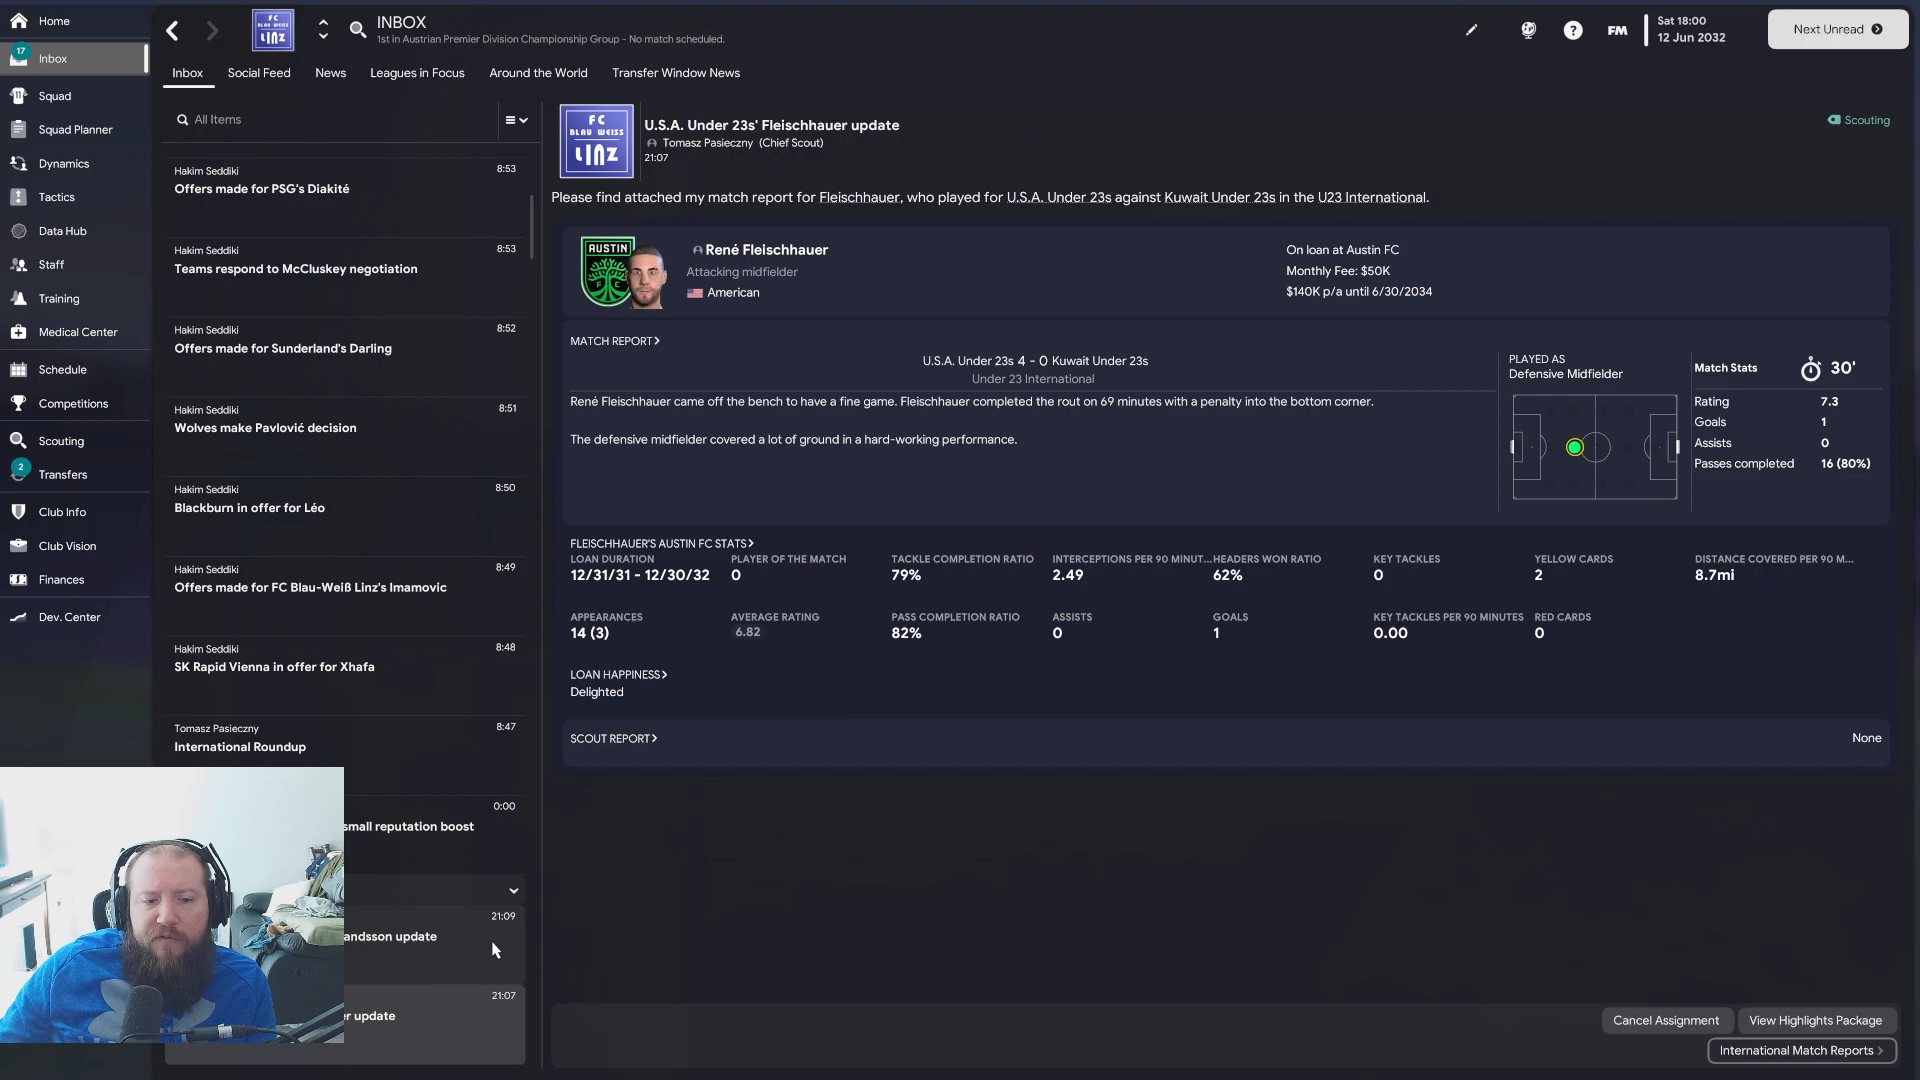 Home
17
Inbox
Squad
Squad Planner
Dynamics
Tactics
Data Hub
Staff
Training
Medical Center
Schedule
Competitions
Scouting
2
Transfers
Club Info
Club Vision
Finances
Dev. Center
FC
BLAU WEISS
LINZ
INBOX
1st in Austrian Premier Division Championship Group - No match scheduled.
FM
Sat 18:00
12 Jun 2032
Next Unread
Inbox
Social Feed
News
Leagues in Focus
Around the World
Transfer Window News
All Items
Hakim Seddiki
8:53
Offers made for PSG's Diakité
Hakim Seddiki
8:53
Teams respond to McCluskey negotiation
Hakim Seddiki
8:52
Offers made for Sunderland's Darling
Hakim Seddiki
8:51
Wolves make Pavlović decision
Hakim Seddiki
8:50
Blackburn in offer for Léo
Hakim Seddiki
8:49
Offers made for FC Blau-Weiß Linz's Imamovic
Hakim Seddiki
8:48
SK Rapid Vienna in offer for Xhafa
Tomasz Pasieczny
8:47
International Roundup
0:00
small reputation boost
21:09
andsson update
21:07
er update
FC
BLAU WEISS
LINZ
U.S.A. Under 23s' Fleischhauer update
Tomasz Pasieczny (Chief Scout)
21:07
Scouting
Please find attached my match report for Fleischhauer, who played for U.S.A. Under 23s against Kuwait Under 23s in the U23 International.
AUSTIN
FC
René Fleischhauer
Attacking midfielder
American
On loan at Austin FC
Monthly Fee: $50K
$140K p/a until 6/30/2034
MATCH REPORT
U.S.A. Under 23s 4 - 0 Kuwait Under 23s
Under 23 International
René Fleischhauer came off the bench to have a fine game. Fleischhauer completed the rout on 69 minutes with a penalty into the bottom corner.
The defensive midfielder covered a lot of ground in a hard-working performance.
PLAYED AS
Defensive Midfielder
Match Stats 30'
Rating 7.3
Goals 1
Assists 0
Passes completed 16 (80%)
FLEISCHHAUER'S AUSTIN FC STATS
LOAN DURATION PLAYER OF THE MATCH TACKLE COMPLETION RATIO INTERCEPTIONS PER 90 MINUT... HEADERS WON RATIO KEY TACKLES YELLOW CARDS DISTANCE COVERED PER 90 M...
12/31/31 - 12/30/32 0 79% 2.49 62% 0 2 8.7mi
APPEARANCES AVERAGE RATING PASS COMPLETION RATIO ASSISTS GOALS KEY TACKLES PER 90 MINUTES RED CARDS
14 (3) 6.82 82% 0 1 0.00 0
LOAN HAPPINESS
Delighted
SCOUT REPORT
None
Cancel Assignment
View Highlights Package
International Match Reports